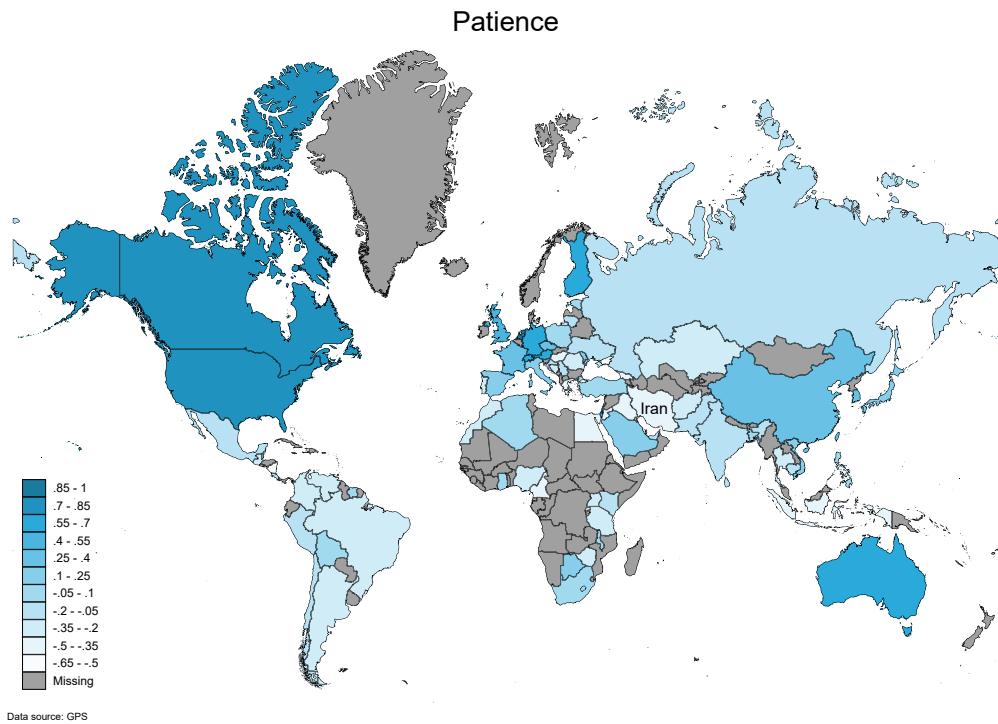 Patience
Iran
.85 - 1
.7 - .85
.55 - .7
.4 - .55
.25 - .4
.1 - .25
-.05 - .1
-.2 - -.05
-.35 - -.2
-.5 - -.35
-.65 - -.5
Missing
Data source: GPS